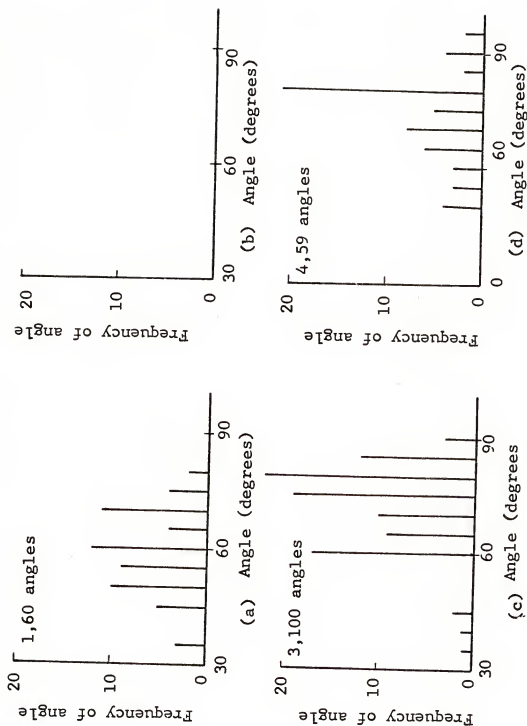 20
10
0
Frequency of angle
1,60 angles
30
60
90
(a) Angle (degrees)
20
10
0
Frequency of angle
30
60
90
(b) Angle (degrees)
20
10
0
Frequency of angle
3,100 angles
30
60
90
(c) Angle (degrees
20
10
0
Frequency of angle
4,59 angles
0
60
90
(d) Angle (degrees)